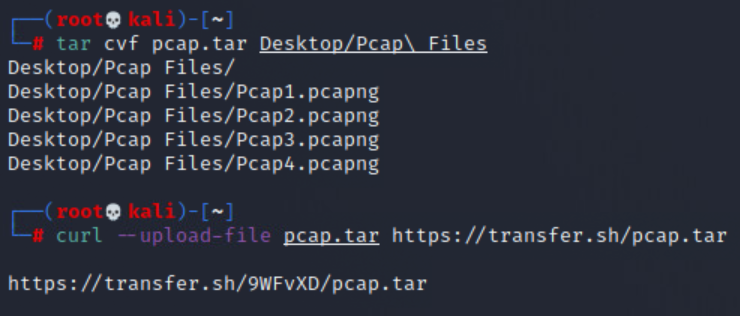 ┌──(root💀kali)-[~]
└─# tar cvf pcap.tar Desktop/Pcap\ Files
Desktop/Pcap Files/
Desktop/Pcap Files/Pcap1.pcapng
Desktop/Pcap Files/Pcap2.pcapng
Desktop/Pcap Files/Pcap3.pcapng
Desktop/Pcap Files/Pcap4.pcapng
┌──(root💀kali)-[~]
└─# curl --upload-file pcap.tar https://transfer.sh/pcap.tar
https://transfer.sh/9WFvXD/pcap.tar